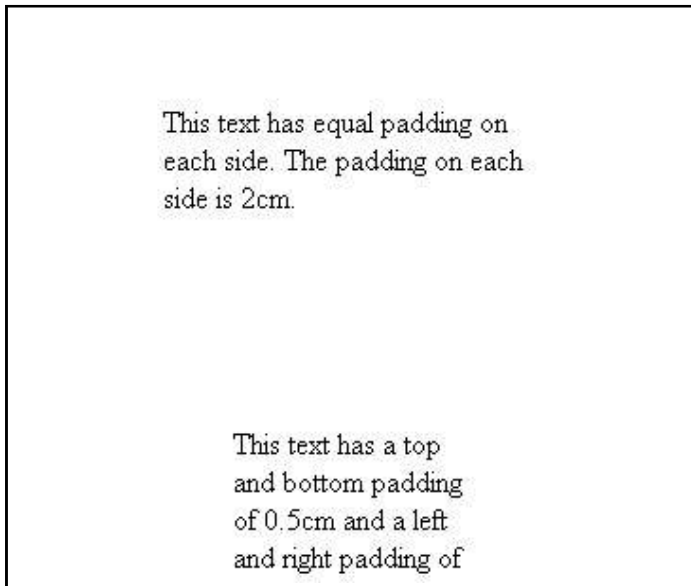 This text has equal padding on
each side. The padding on each
side is 2cm.
This text has a top
and bottom padding
of 0.5cm and a left
and right padding of